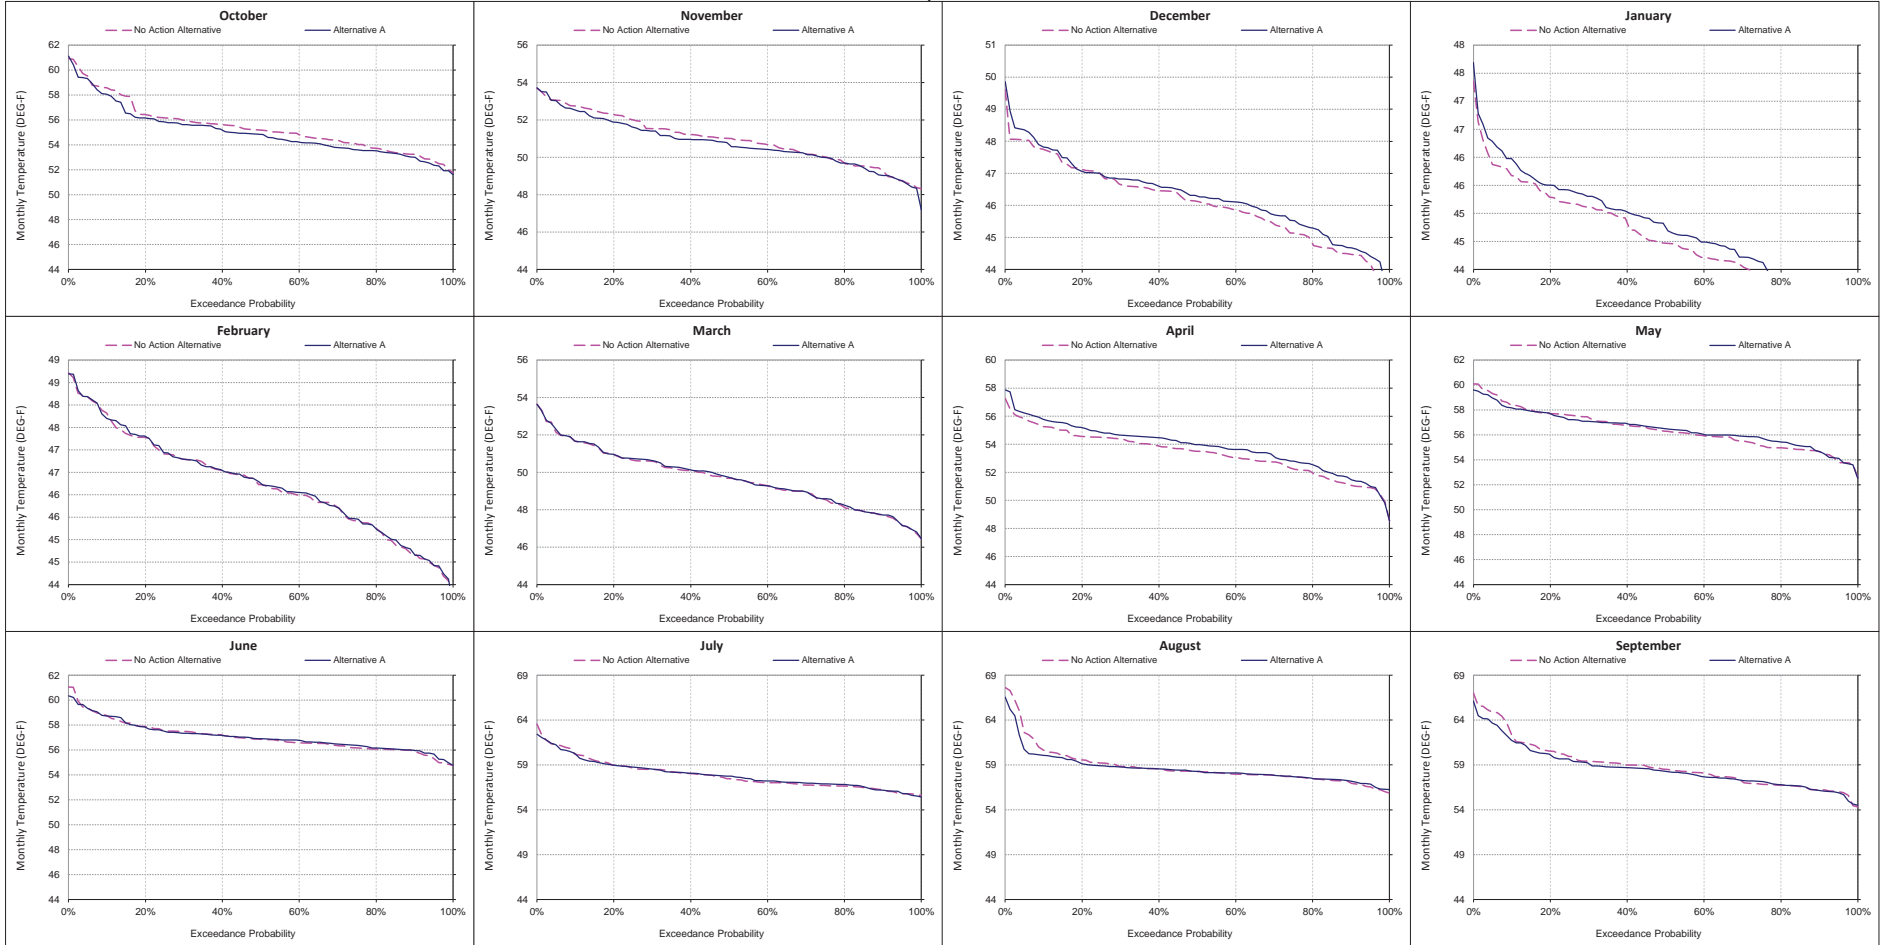 October November December January
No Action Alternative Alternative A No Action Alternative Alternative A No Action Alternative Alternative A No Action Alternative Alternative A
Monthly Temperature (DEG-F)
62
60
58
56
54
52
50
48
46
44
0% 20% 40% 60% 80% 100%
Exceedance Probability
Monthly Temperature (DEG-F)
56
54
52
50
48
46
44
0% 20% 40% 60% 80% 100%
Exceedance Probability
Monthly Temperature (DEG-F)
51
50
49
48
47
46
45
44
0% 20% 40% 60% 80% 100%
Exceedance Probability
Monthly Temperature (DEG-F)
48
48
47
47
46
46
45
45
44
0% 20% 40% 60% 80% 100%
Exceedance Probability
February March April May
No Action Alternative Alternative A No Action Alternative Alternative A No Action Alternative Alternative A No Action Alternative Alternative A
Monthly Temperature (DEG-F)
49
49
48
48
47
47
46
46
45
45
44
0% 20% 40% 60% 80% 100%
Exceedance Probability
Monthly Temperature (DEG-F)
56
54
52
50
48
46
44
0% 20% 40% 60% 80% 100%
Exceedance Probability
Monthly Temperature (DEG-F)
60
58
56
54
52
50
48
46
44
0% 20% 40% 60% 80% 100%
Exceedance Probability
Monthly Temperature (DEG-F)
62
60
58
56
54
52
50
48
46
44
0% 20% 40% 60% 80% 100%
Exceedance Probability
June July August September
No Action Alternative Alternative A No Action Alternative Alternative A No Action Alternative Alternative A No Action Alternative Alternative A
Monthly Temperature (DEG-F)
62
60
58
56
54
52
50
48
46
44
0% 20% 40% 60% 80% 100%
Exceedance Probability
Monthly Temperature (DEG-F)
69
64
59
54
49
44
0% 20% 40% 60% 80% 100%
Exceedance Probability
Monthly Temperature (DEG-F)
69
64
59
54
49
44
0% 20% 40% 60% 80% 100%
Exceedance Probability
Monthly Temperature (DEG-F)
69
64
59
54
49
44
0% 20% 40% 60% 80% 100%
Exceedance Probability